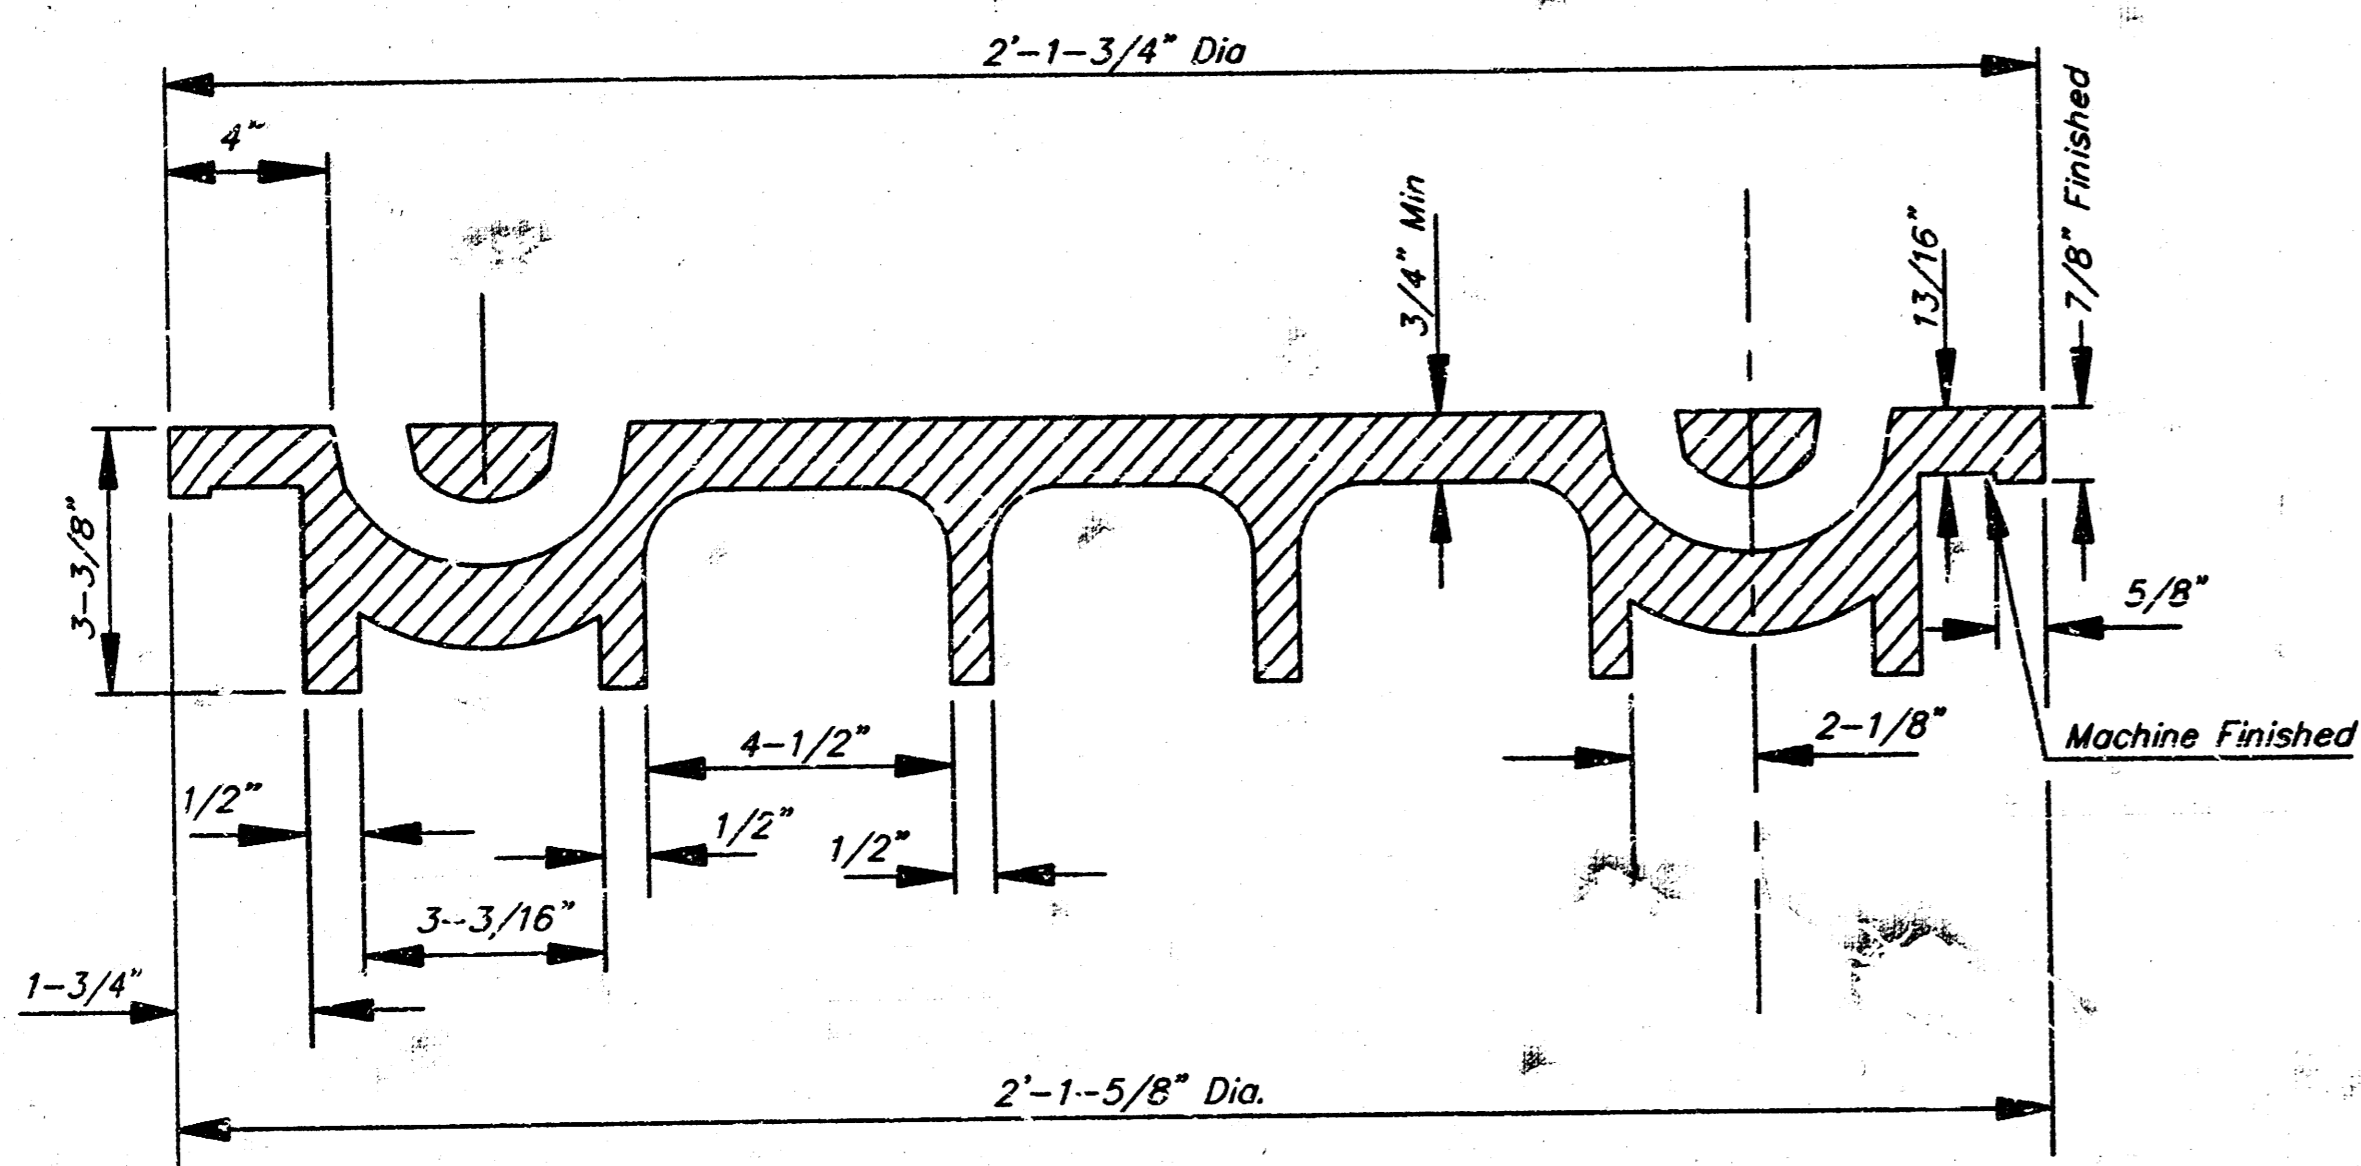 2'-1-3/4" Dia
4"
3/4" Min
13/16"
7/8" Finished
3-3/8"
5/8"
2-1/8"
Machine Finished
4-1/2"
1/2"
1/2"
1/2"
3-3/16"
1-3/4"
2'-1-5/8" Dia.